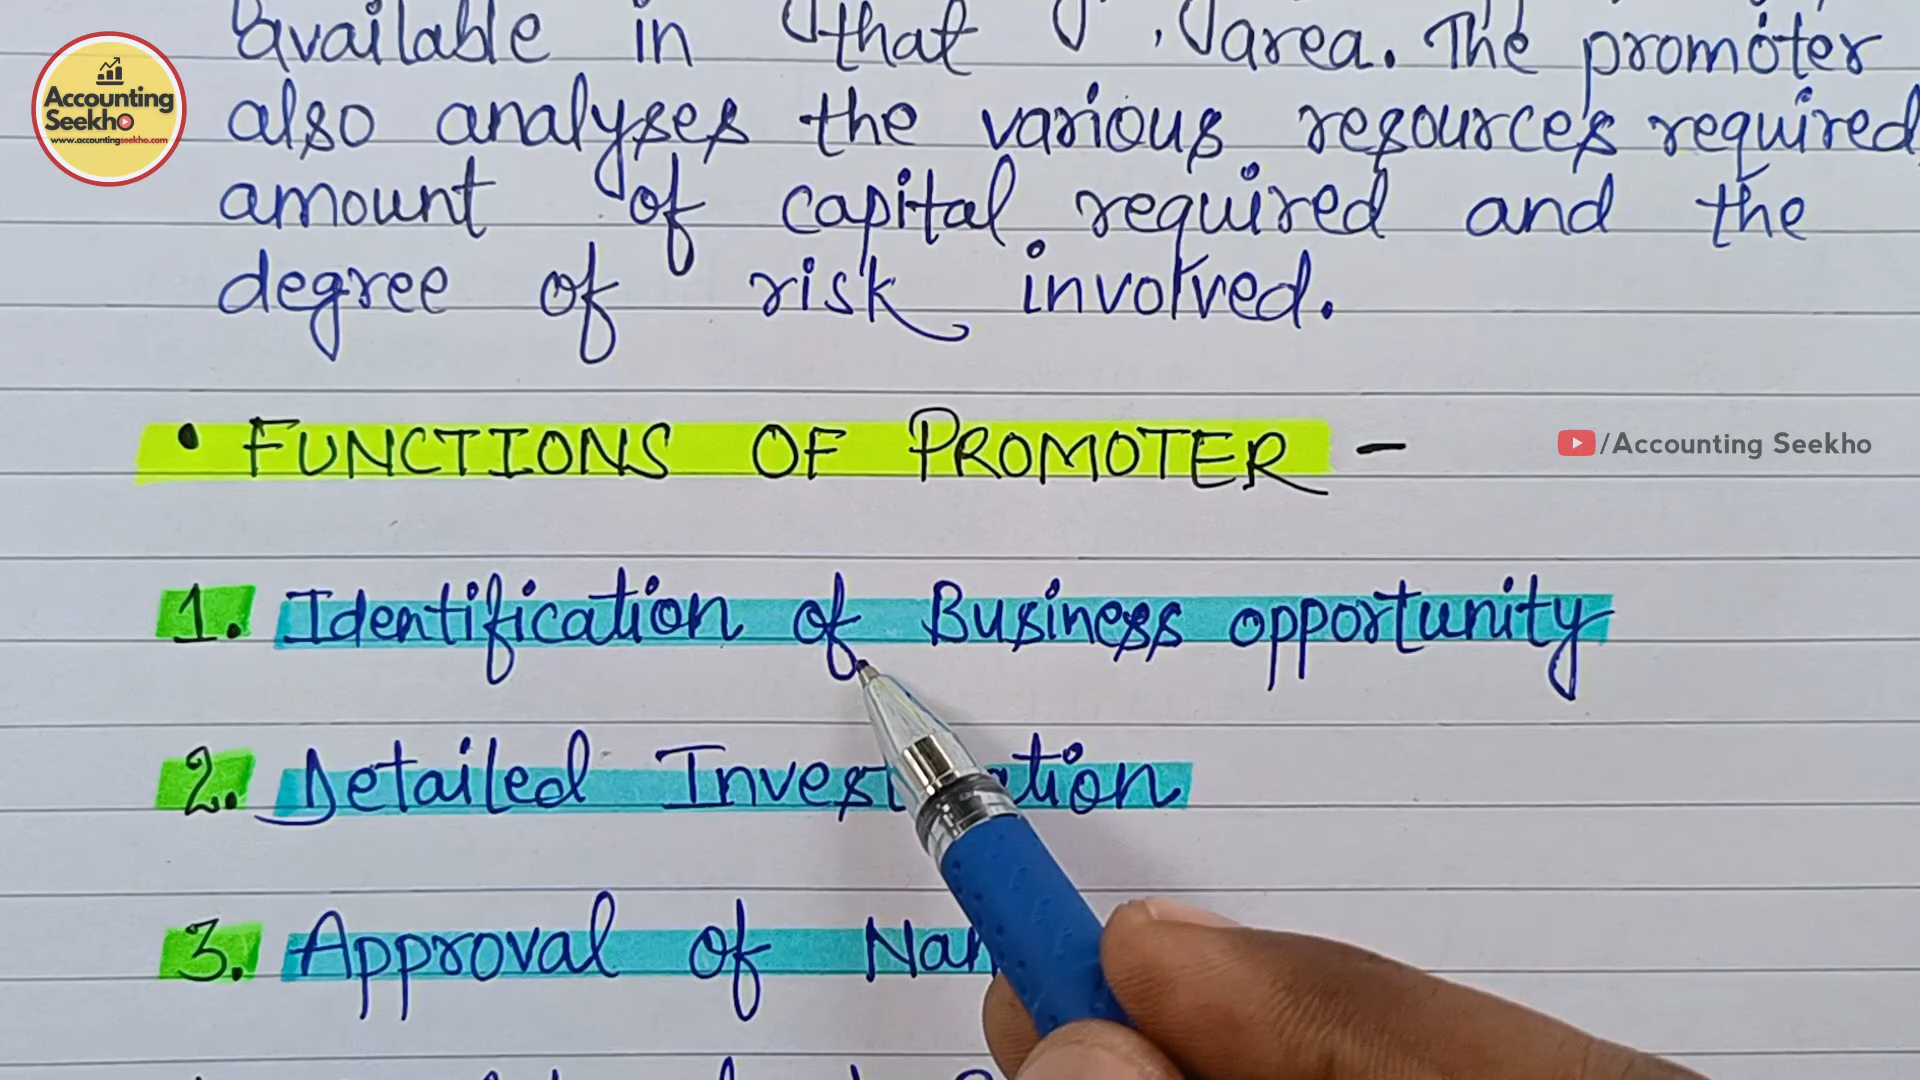 available in that area. The promoter
also analyses the various resources required,
amount of capital required and the
degree of risk involved.
• FUNCTIONS OF PROMOTER -
1. Identification of Business opportunity
2. Detailed
3. Approval of
Accounting
Seekho
www.accountingseekho.com
/Accounting Seekho